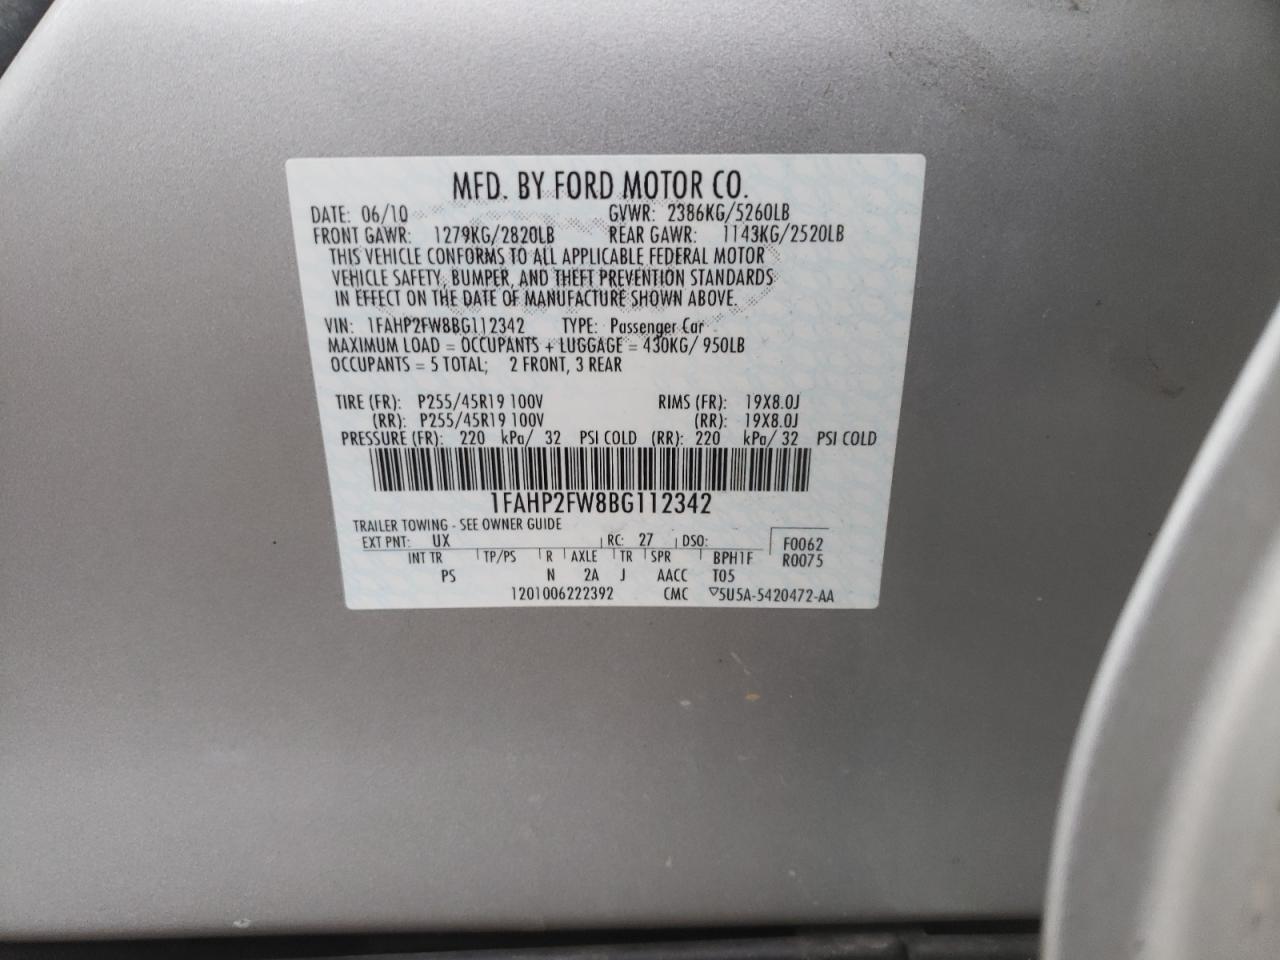 MFD. BY FORD MOTOR CO.
DATE: 06/10 GVWR: 2386KG/5260LB
FRONT GAWR: 1279KG/2820LB REAR GAWR: 1143KG/2520LB
THIS VEHICLE CONFORMS TO ALL APPLICABLE FEDERAL MOTOR
VEHICLE SAFETY, BUMPER, AND THEFT PREVENTION STANDARDS
IN EFFECT ON THE DATE OF MANUFACTURE SHOWN ABOVE.
VIN: 1FAHP2FW8BG112342 TYPE: Passenger Car
MAXIMUM LOAD = OCCUPANTS + LUGGAGE = 430KG/ 950LB
OCCUPANTS = 5 TOTAL; 2 FRONT, 3 REAR
TIRE (FR): P255/45R19 100V RIMS (FR): 19X8.0J
(RR): P255/45R19 100V (RR): 19X8.0J
PRESSURE (FR): 220 kPa/ 32 PSI COLD (RR): 220 kPa/ 32 PSI COLD
1FAHP2FW8BG112342
TRAILER TOWING - SEE OWNER GUIDE
EXT PNT: UX RC: 27 DSO: F0062
INT TR TP/PS R AXLE TR SPR BPH1F R0075
PS N 2A J AACC T05
1201006222392 CMC ▽5U5A-5420472-AA